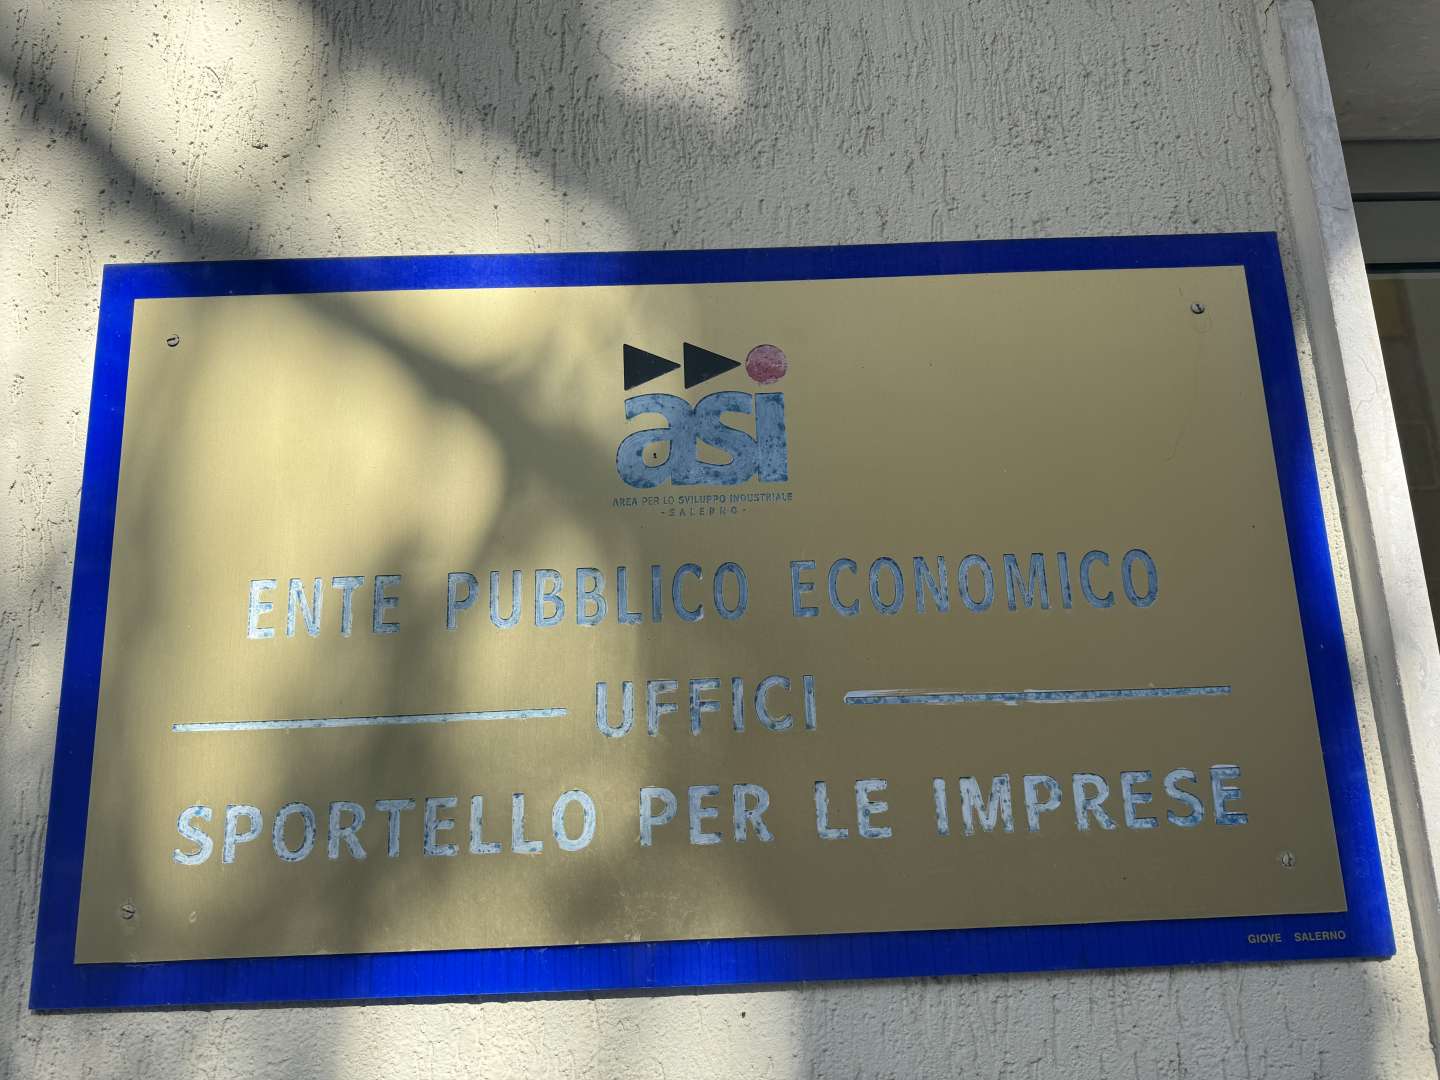 asi
AREA PER LO SVILUPPO INDUSTRIALE
- SALERNO -
ENTE PUBBLICO ECONOMICO
UFFICI
SPORTELLO PER LE IMPRESE
GIOVE SALERNO